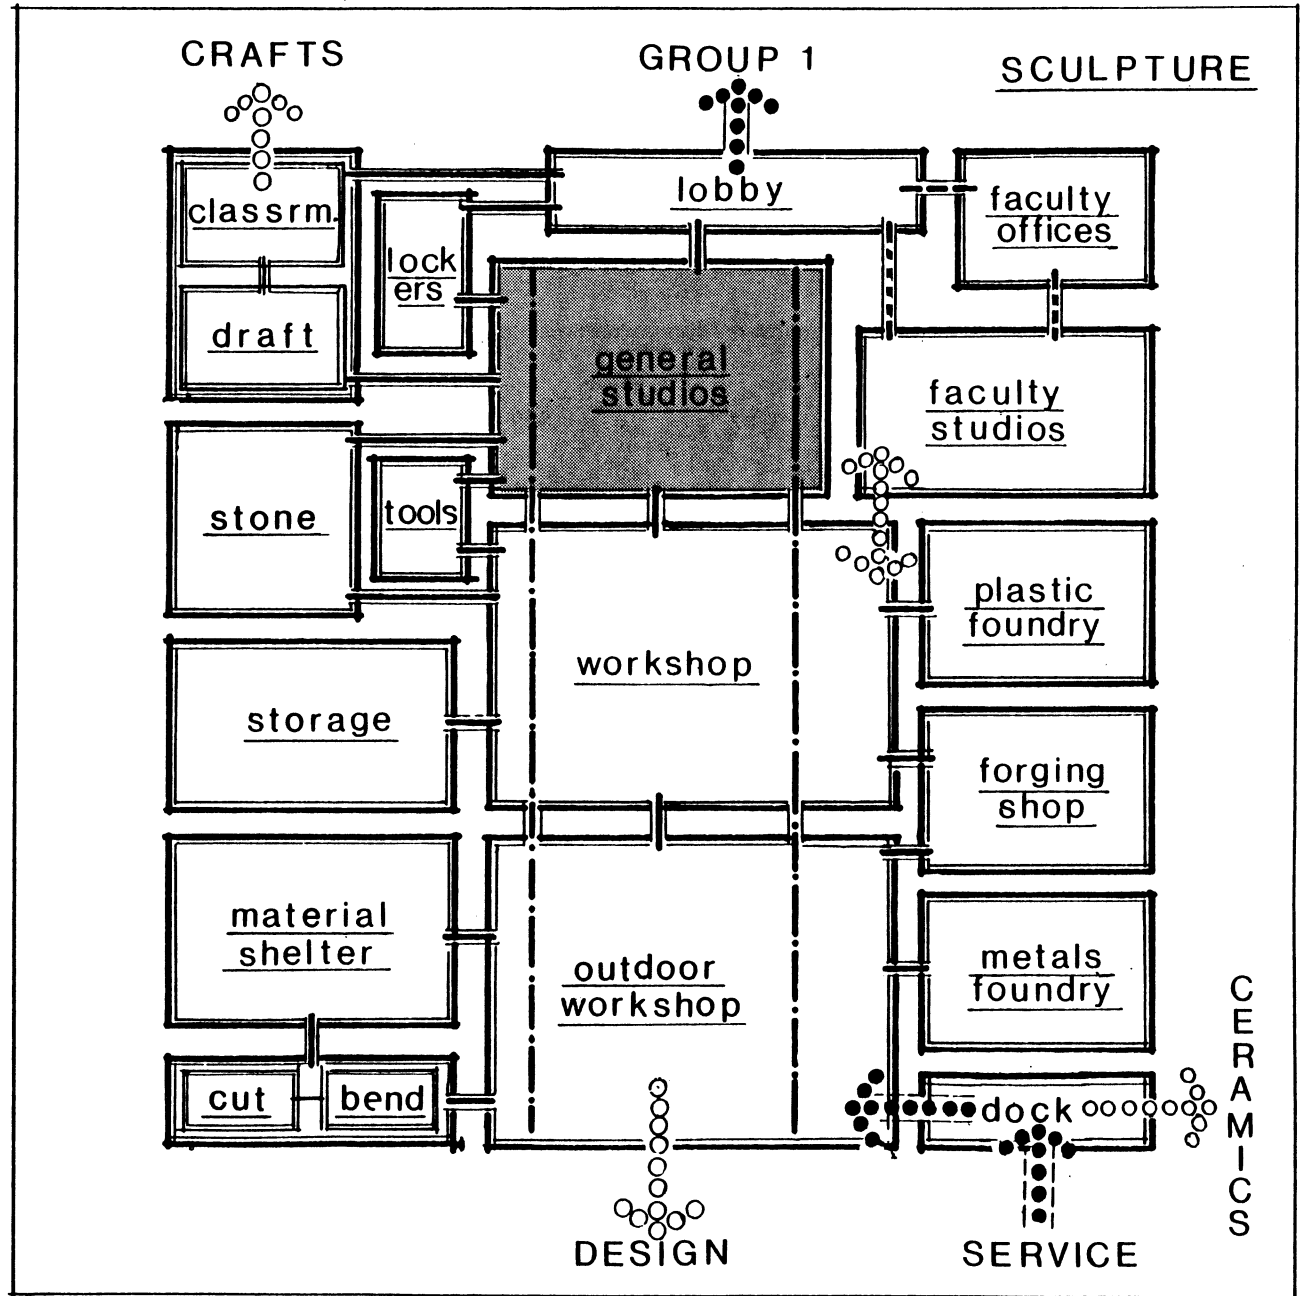 CRAFTS
GROUP 1
SCULPTURE
classrm.
lobby
faculty
offices
lock
ers
draft
general
studios
faculty
studios
stone
tools
plastic
foundry
workshop
storage
forging
shop
material
shelter
outdoor
workshop
metals
foundry
cut
bend
dock
CERAMICS
DESIGN
SERVICE